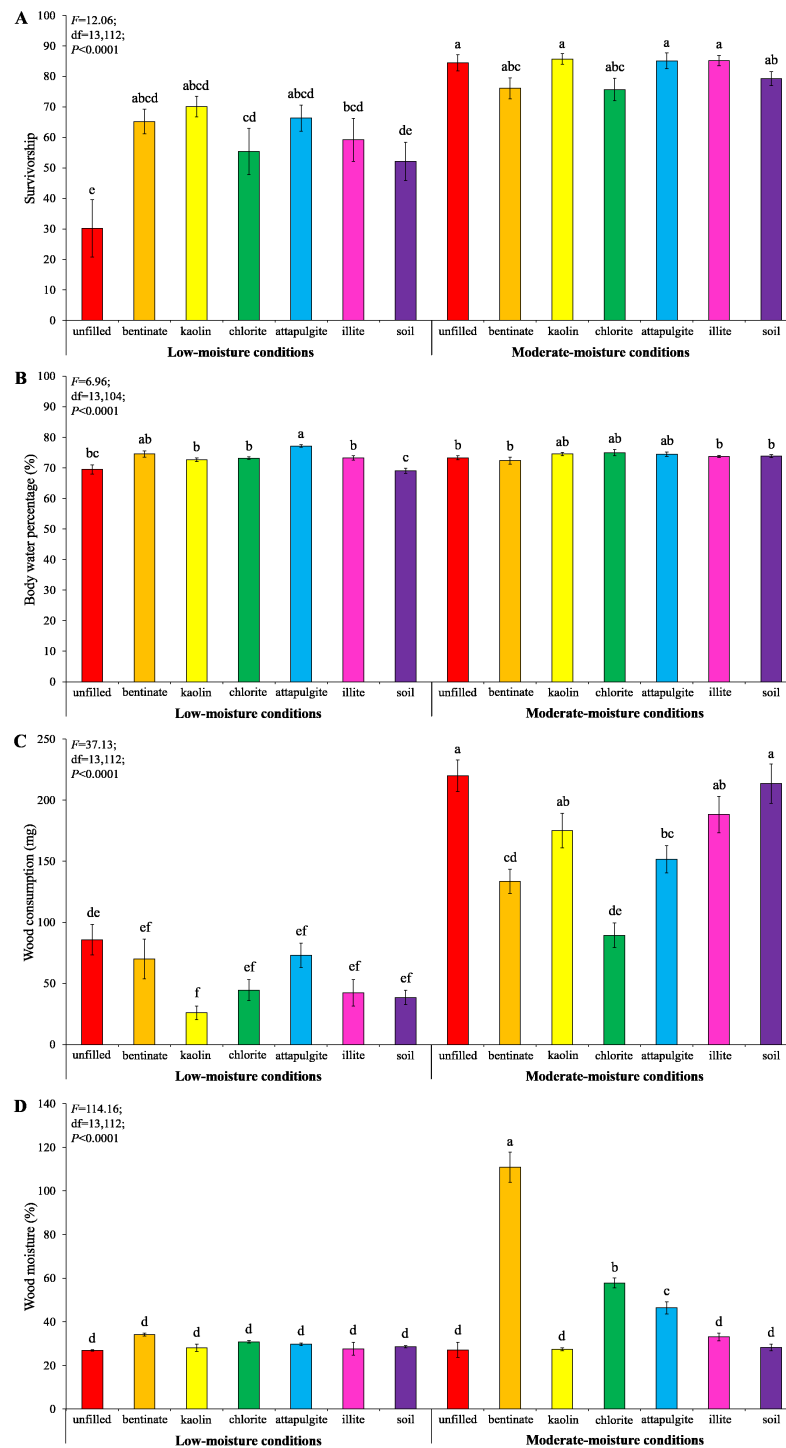 A
F=12.06;
df=13,112;
P<0.0001
Survivorship
100
90
80
70
60
50
40
30
20
10
0
e
abcd
abcd
cd
abcd
bcd
de
a
abc
a
abc
a
a
ab
unfilled bentinate kaolin chlorite attapulgite illite soil unfilled bentinate kaolin chlorite attapulgite illite soil
Low-moisture conditions Moderate-moisture conditions
B
F=6.96;
df=13,104;
P<0.0001
Body water percentage (%)
100
90
80
70
60
50
40
30
20
10
0
bc
ab
b
b
a
b
c
b
b
ab
ab
ab
b
b
unfilled bentinate kaolin chlorite attapulgite illite soil unfilled bentinate kaolin chlorite attapulgite illite soil
Low-moisture conditions Moderate-moisture conditions
C
F=37.13;
df=13,112;
P<0.0001
Wood consumption (mg)
250
200
150
100
50
0
de
ef
f
ef
ef
ef
ef
a
cd
ab
de
bc
ab
a
unfilled bentinate kaolin chlorite attapulgite illite soil unfilled bentinate kaolin chlorite attapulgite illite soil
Low-moisture conditions Moderate-moisture conditions
D
F=114.16;
df=13,112;
P<0.0001
Wood moisture (%)
140
120
100
80
60
40
20
0
d
d
d
d
d
d
d
d
a
d
b
c
d
d
unfilled bentinate kaolin chlorite attapulgite illite soil unfilled bentinate kaolin chlorite attapulgite illite soil
Low-moisture conditions Moderate-moisture conditions